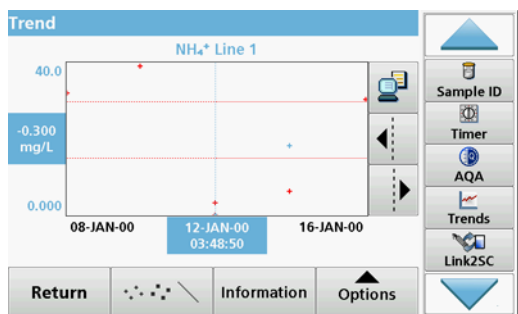 Trend
NH₄⁺ Line 1
40.0
-0.300
mg/L
0.000
08-JAN-00
12-JAN-00
03:48:50
16-JAN-00
Return
Information
Options
Sample ID
Timer
AQA
Trends
Link2SC